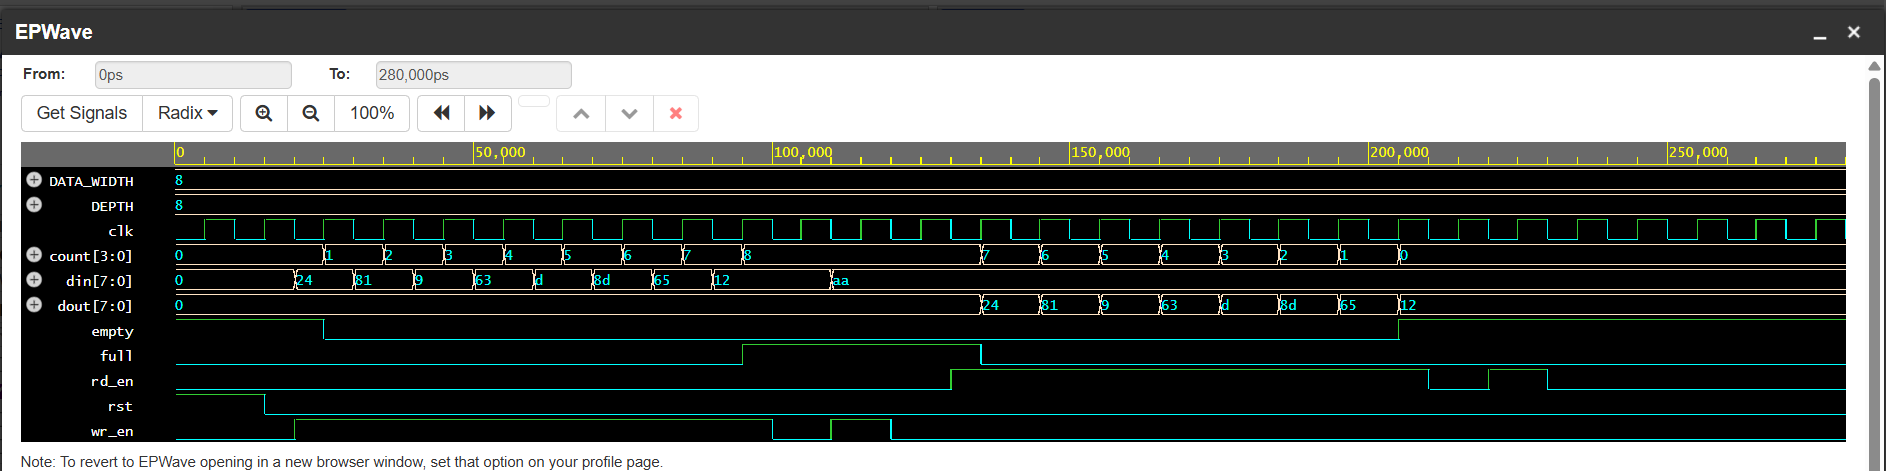 EPWave
From: 0ps To: 280,000ps
Get Signals Radix 100%
0 50,000 100,000 150,000 200,000 250,000
DATA_WIDTH 8
DEPTH 8
clk
count[3:0] 0 1 2 3 4 5 6 7 8 7 6 5 4 3 2 1 0
din[7:0] 0 24 81 9 63 d 8d 65 12 aa
dout[7:0] 0 24 81 9 63 d 8d 65 12
empty
full
rd_en
rst
wr_en
Note: To revert to EPWave opening in a new browser window, set that option on your profile page.